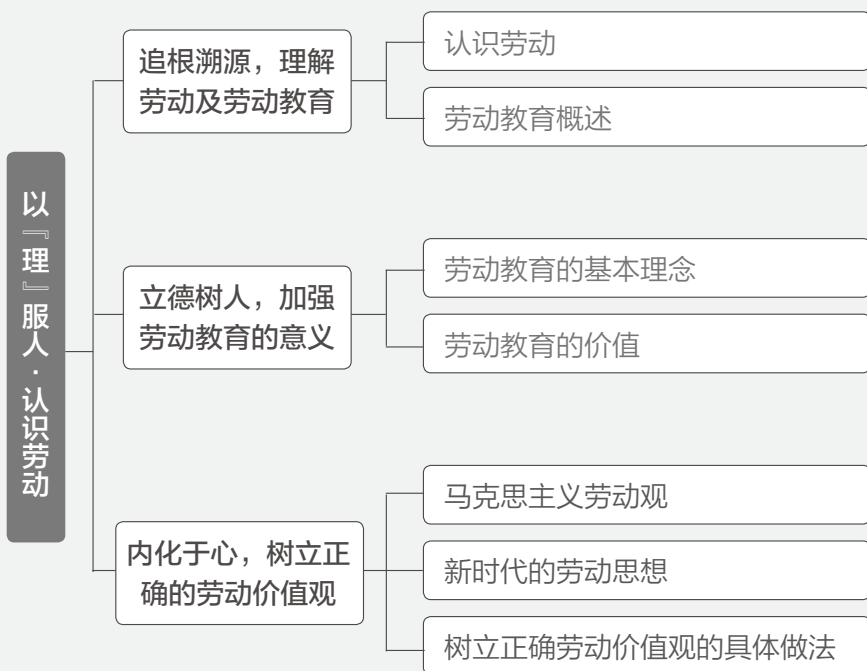 以『理』服人·认识劳动
追根溯源，理解
劳动及劳动教育
认识劳动
劳动教育概述
立德树人，加强
劳动教育的意义
劳动教育的基本理念
劳动教育的价值
内化于心，树立正
确的劳动价值观
马克思主义劳动观
新时代的劳动思想
树立正确劳动价值观的具体做法